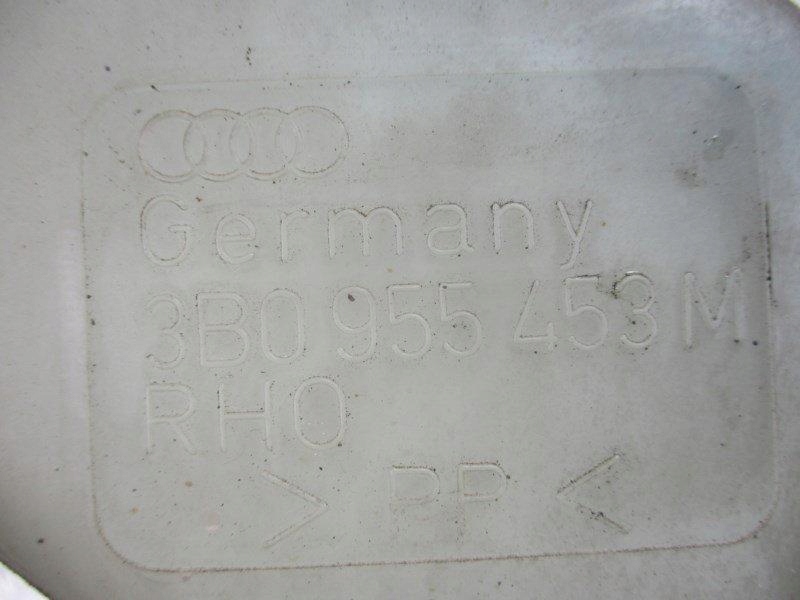 Germany
3B0 955 453 M
RHO
> PP <